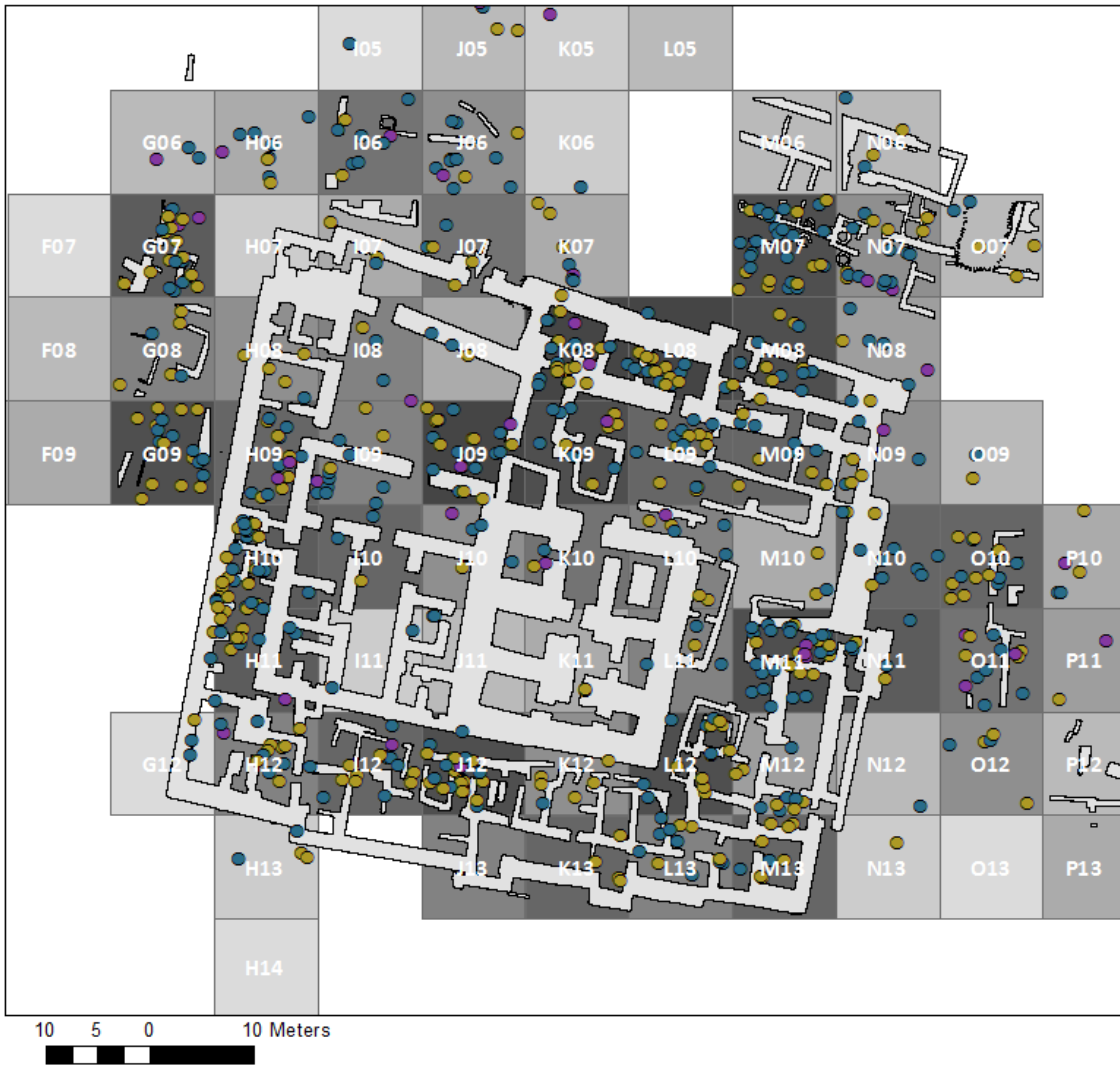 I05 J05 K05 L05
G06 H06 I06 J06 K06 M06 N06
F07 G07 H07 I07 J07 K07 M07 N07 O07
F08 G08 H08 I08 J08 K08 L08 M08 N08
F09 G09 H09 I09 J09 K09 L09 M09 N09 O09
H10 I10 J10 K10 L10 M10 N10 O10 P10
H11 I11 J11 K11 L11 M11 N11 O11 P11
G12 H12 I12 J12 K12 L12 M12 N12 O12 P12
H13 J13 K13 L13 M13 N13 O13 P13
H14
10 5 0 10 Meters